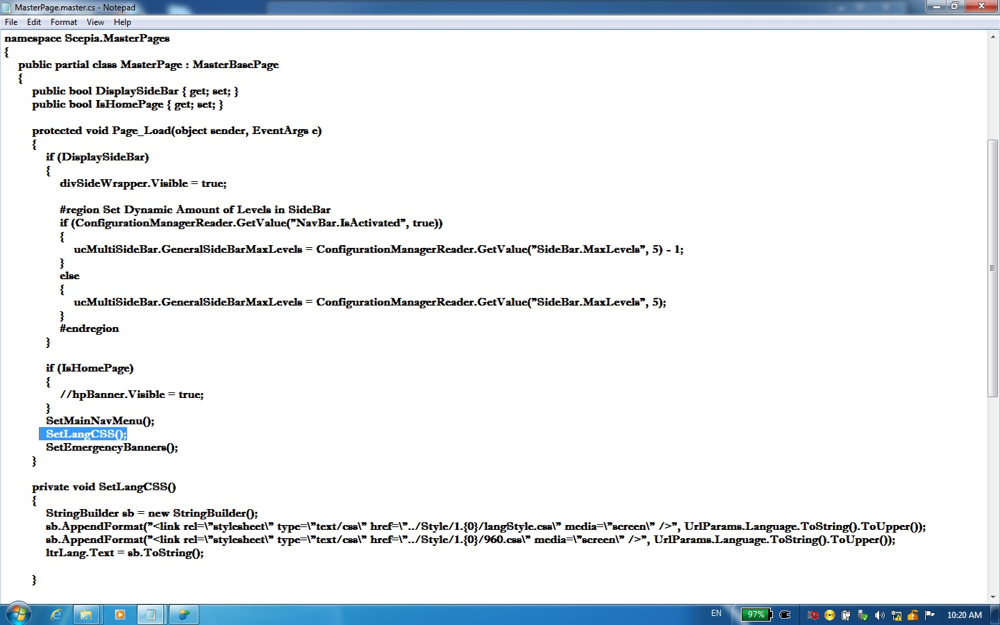 MasterPage.master.cs - Notepad
File Edit Format View Help
namespace Scepia.MasterPages
{
public partial class MasterPage : MasterBasePage
{
public bool DisplaySideBar { get; set; }
public bool IsHomePage { get; set; }
protected void Page_Load(object sender, EventArgs e)
{
if (DisplaySideBar)
{
divSideWrapper.Visible = true;
#region Set Dynamic Amount of Levels in SideBar
if (ConfigurationManagerReader.GetValue("NavBar.IsActivated", true))
{
ucMultiSideBar.GeneralSideBarMaxLevels = ConfigurationManagerReader.GetValue("SideBar.MaxLevels", 5) - 1;
}
else
{
ucMultiSideBar.GeneralSideBarMaxLevels = ConfigurationManagerReader.GetValue("SideBar.MaxLevels", 5);
}
#endregion
}
if (IsHomePage)
{
//hpBanner.Visible = true;
}
SetMainNavMenu();
SetLangCSS();
SetEmergencyBanners();
}
private void SetLangCSS()
{
StringBuilder sb = new StringBuilder();
sb.AppendFormat("<link rel=\"stylesheet\" type=\"text/css\" href=\"../Style/1.{0}/langStyle.css\" media=\"screen\" />", UrlParams.Language.ToString().ToUpper());
sb.AppendFormat("<link rel=\"stylesheet\" type=\"text/css\" href=\"../Style/1.{0}/960.css\" media=\"screen\" />", UrlParams.Language.ToString().ToUpper());
ltrLang.Text = sb.ToString();
}
EN 97% 10:20 AM